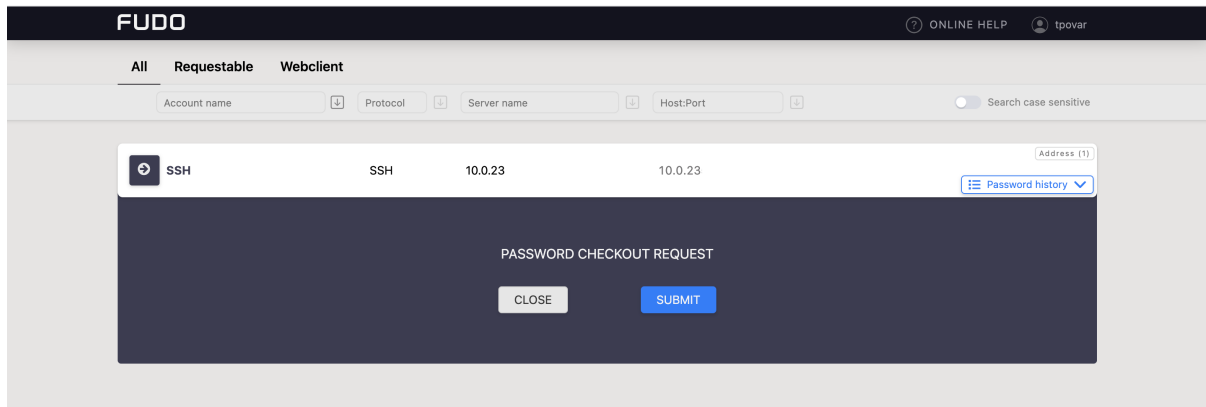 FUDO
ONLINE HELP
tpovar
All Requestable Webclient
Account name Protocol Server name Host:Port Search case sensitive
Address (1)
SSH SSH 10.0.23 10.0.23
Password history
PASSWORD CHECKOUT REQUEST
CLOSE SUBMIT